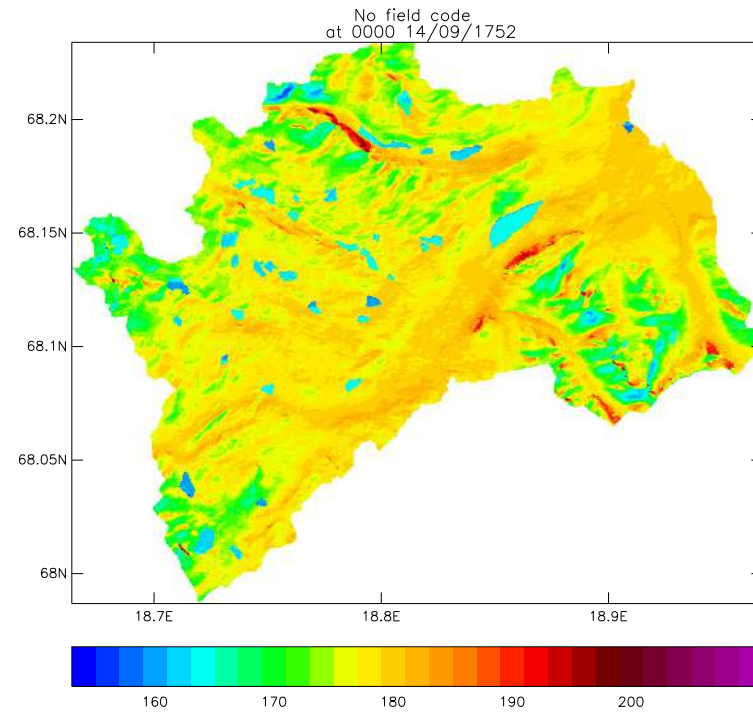 No field code
at 0000 14/09/1752
68.2N
68.15N
68.1N
68.05N
68N
18.7E 18.8E 18.9E
160 170 180 190 200